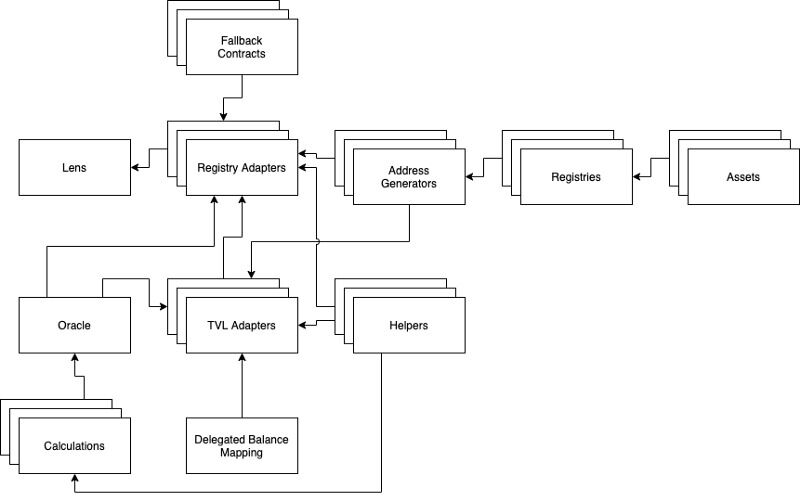 Fallback
Contracts
Lens
Registry Adapters
Address
Generators
Registries
Assets
Oracle
TVL Adapters
Helpers
Calculations
Delegated Balance
Mapping